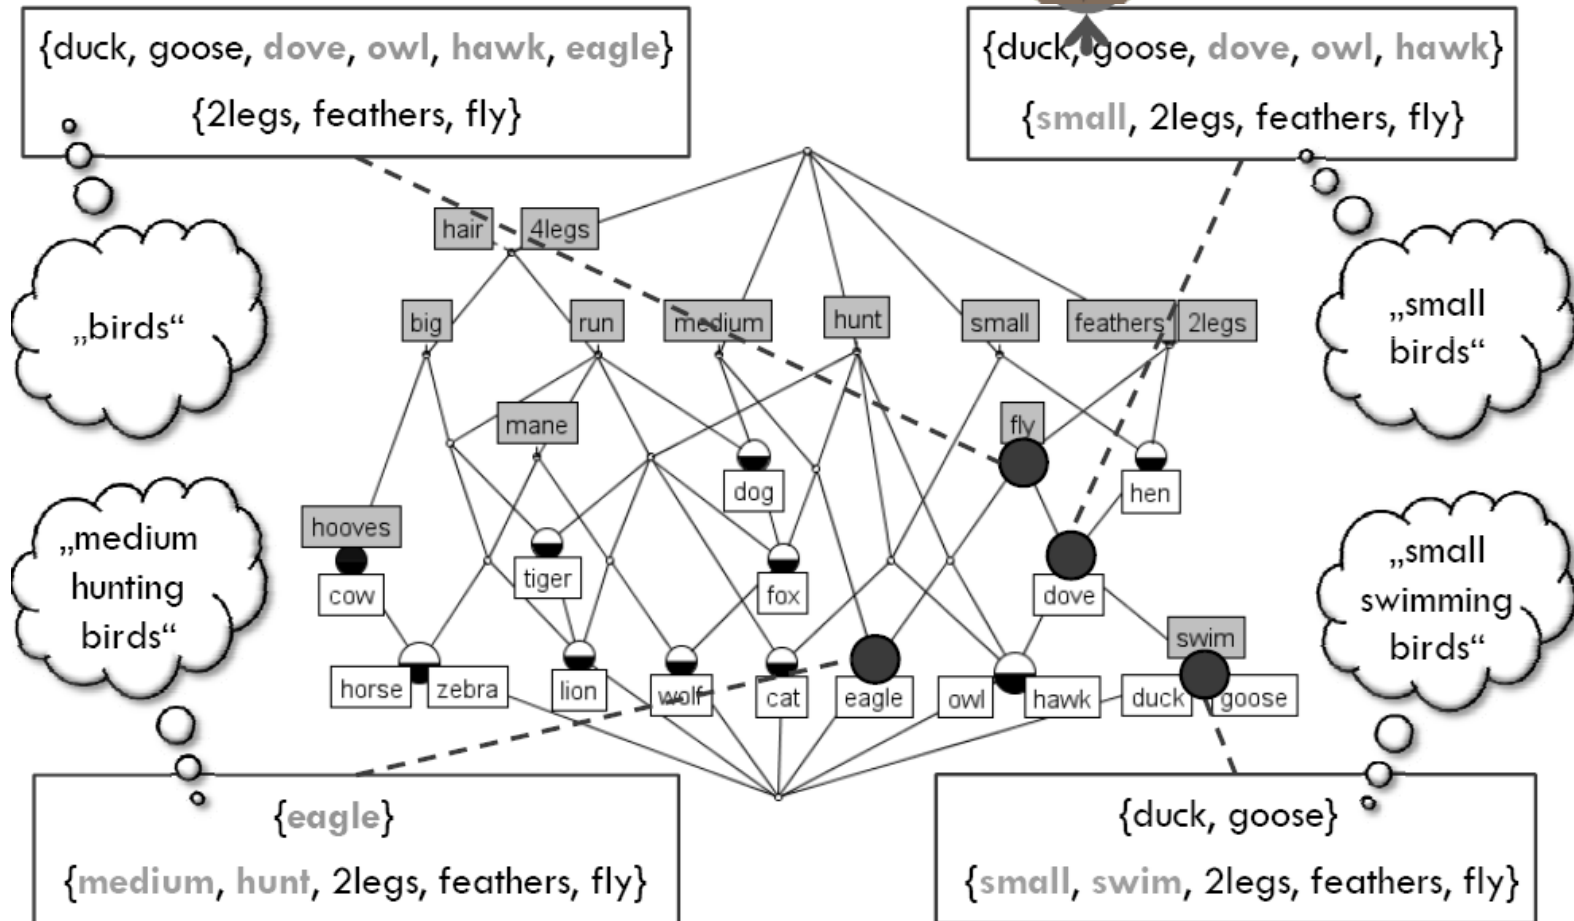 {duck, goose, dove, owl, hawk, eagle}
{2legs, feathers, fly}
{duck, goose, dove, owl, hawk}
{small, 2legs, feathers, fly}
„birds“
„small
birds“
hair
4legs
big
run
medium
hunt
small
feathers
2legs
mane
fly
dog
hen
hooves
cow
tiger
fox
dove
„medium
hunting
birds“
„small
swimming
birds“
swim
horse
zebra
lion
wolf
cat
eagle
owl
hawk
duck
goose
{eagle}
{medium, hunt, 2legs, feathers, fly}
{duck, goose}
{small, swim, 2legs, feathers, fly}